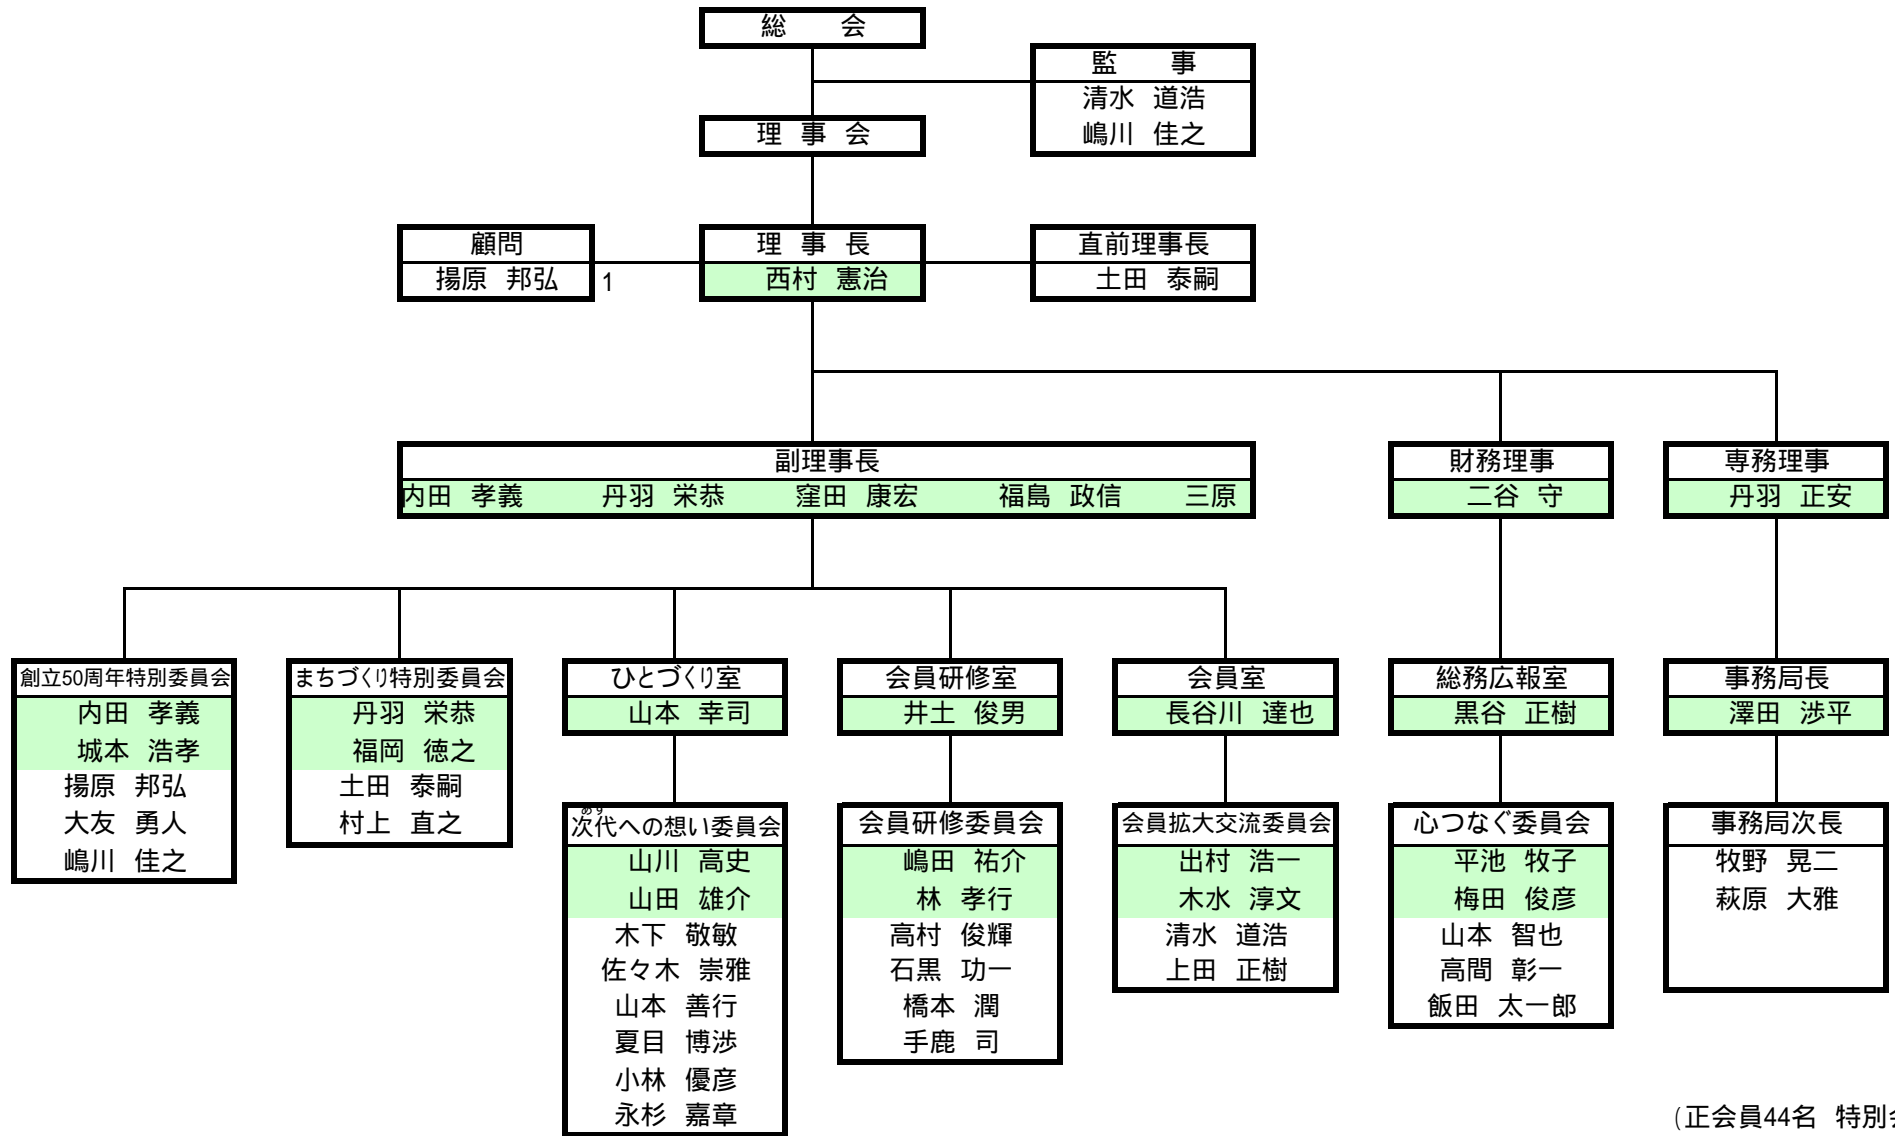 総 会
監 事
清水 道浩
嶋川 佳之
理 事 会
顧問
揚原 邦弘
1
理 事 長
西村 憲治
直前理事長
土田 泰嗣
副理事長
内田 孝義 丹羽 栄恭 窪田 康宏 福島 政信 三原
財務理事
二谷 守
専務理事
丹羽 正安
創立50周年特別委員会
内田 孝義
城本 浩孝
揚原 邦弘
大友 勇人
嶋川 佳之
まちづくり特別委員会
丹羽 栄恭
福岡 徳之
土田 泰嗣
村上 直之
ひとづくり室
山本 幸司
あす
次代への想い委員会
山川 高史
山田 雄介
木下 敬敏
佐々木 崇雅
山本 善行
夏目 博渉
小林 優彦
永杉 嘉章
会員研修室
井土 俊男
会員研修委員会
嶋田 祐介
林 孝行
高村 俊輝
石黒 功一
橋本 潤
手鹿 司
会員室
長谷川 達也
会員拡大交流委員会
出村 浩一
木水 淳文
清水 道浩
上田 正樹
総務広報室
黒谷 正樹
心つなぐ委員会
平池 牧子
梅田 俊彦
山本 智也
高間 彰一
飯田 太一郎
事務局長
澤田 渉平
事務局次長
牧野 晃二
萩原 大雅
(正会員44名 特別